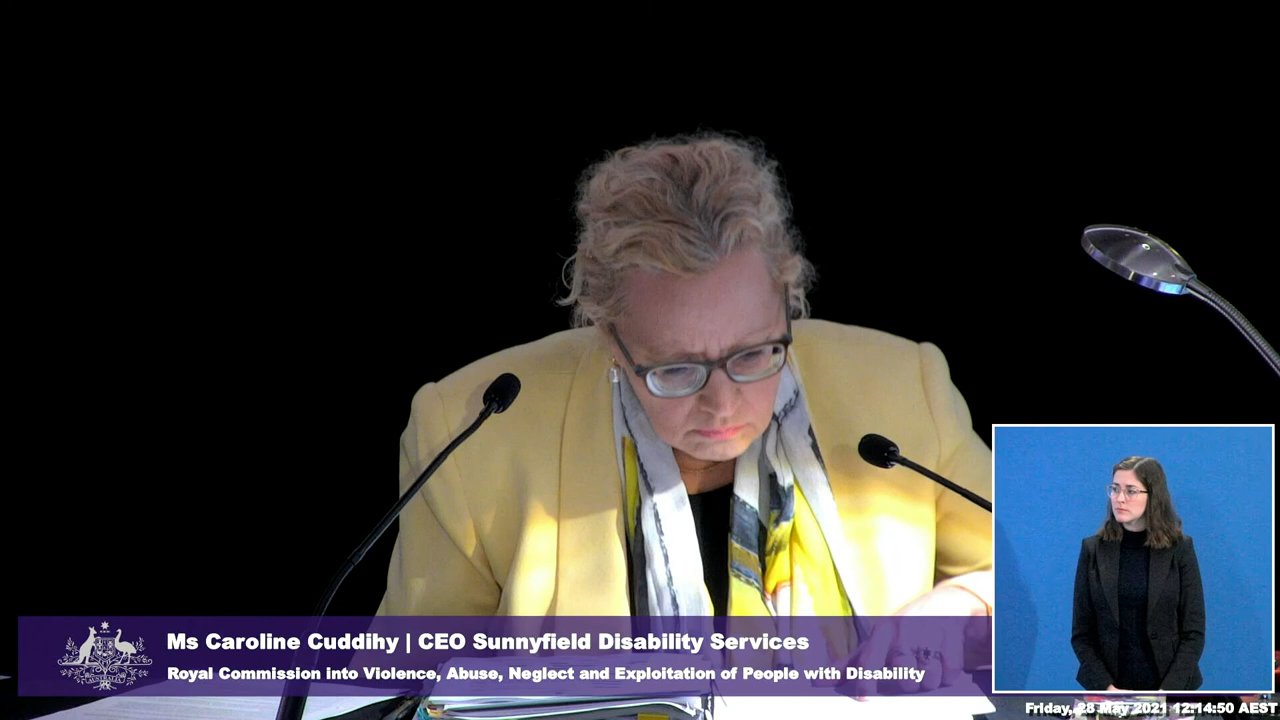 Ms Caroline Cuddihy | CEO Sunnyfield Disability Services
Royal Commission into Violence, Abuse, Neglect and Exploitation of People with Disability
Friday, 28 May 2021 12:14:50 AEST